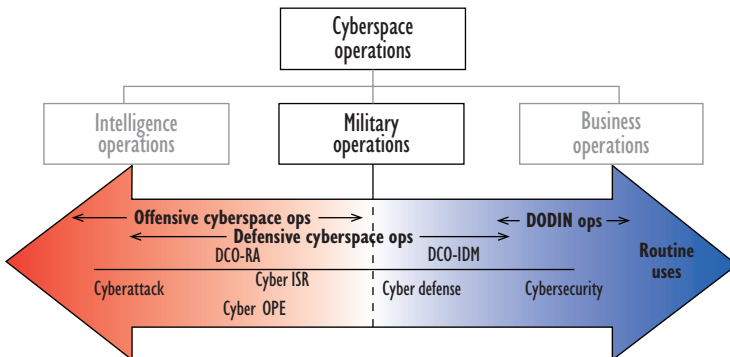 Cyberspace
operations
Intelligence
operations
Military
operations
Business
operations
Offensive cyberspace ops
DODIN ops
Defensive cyberspace ops
DCO-RA
DCO-IDM
Routine
uses
Cyberattack
Cyber ISR
Cyber defense
Cybersecurity
Cyber OPE